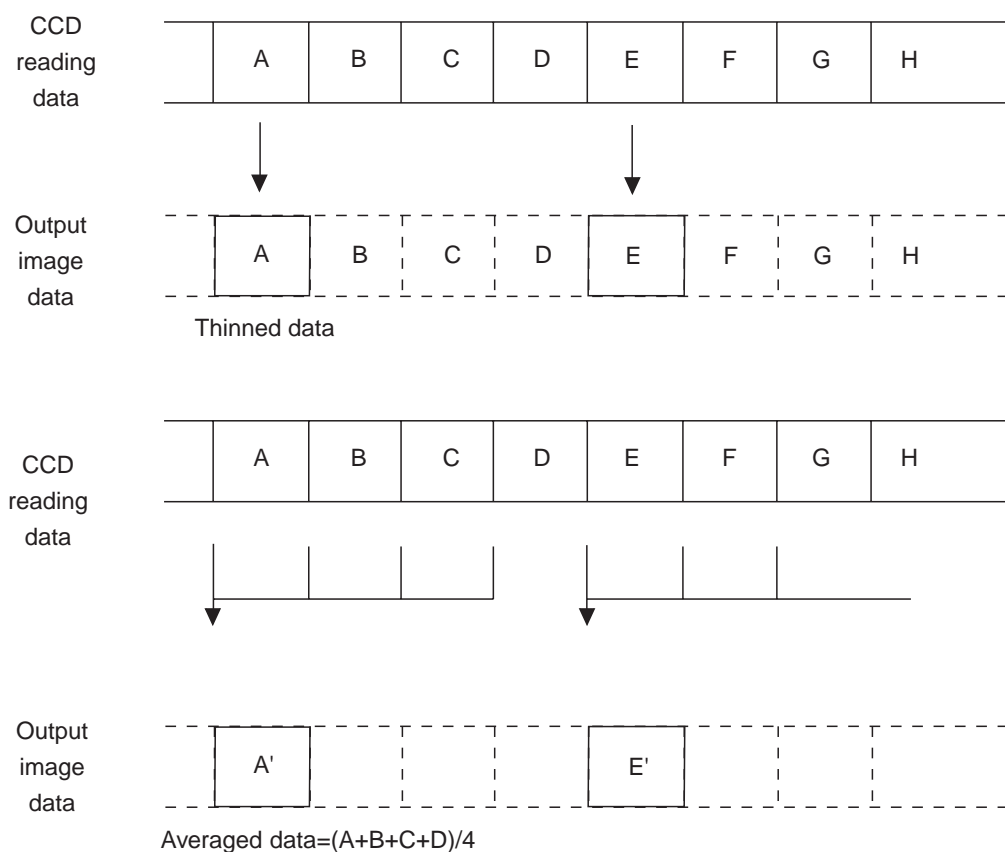 CCD
reading
data
A B C D E F G H
Output
image
data
A B C D E F G H
Thinned data
CCD
reading
data
A B C D E F G H
Output
image
data
A' E'
Averaged data=(A+B+C+D)/4